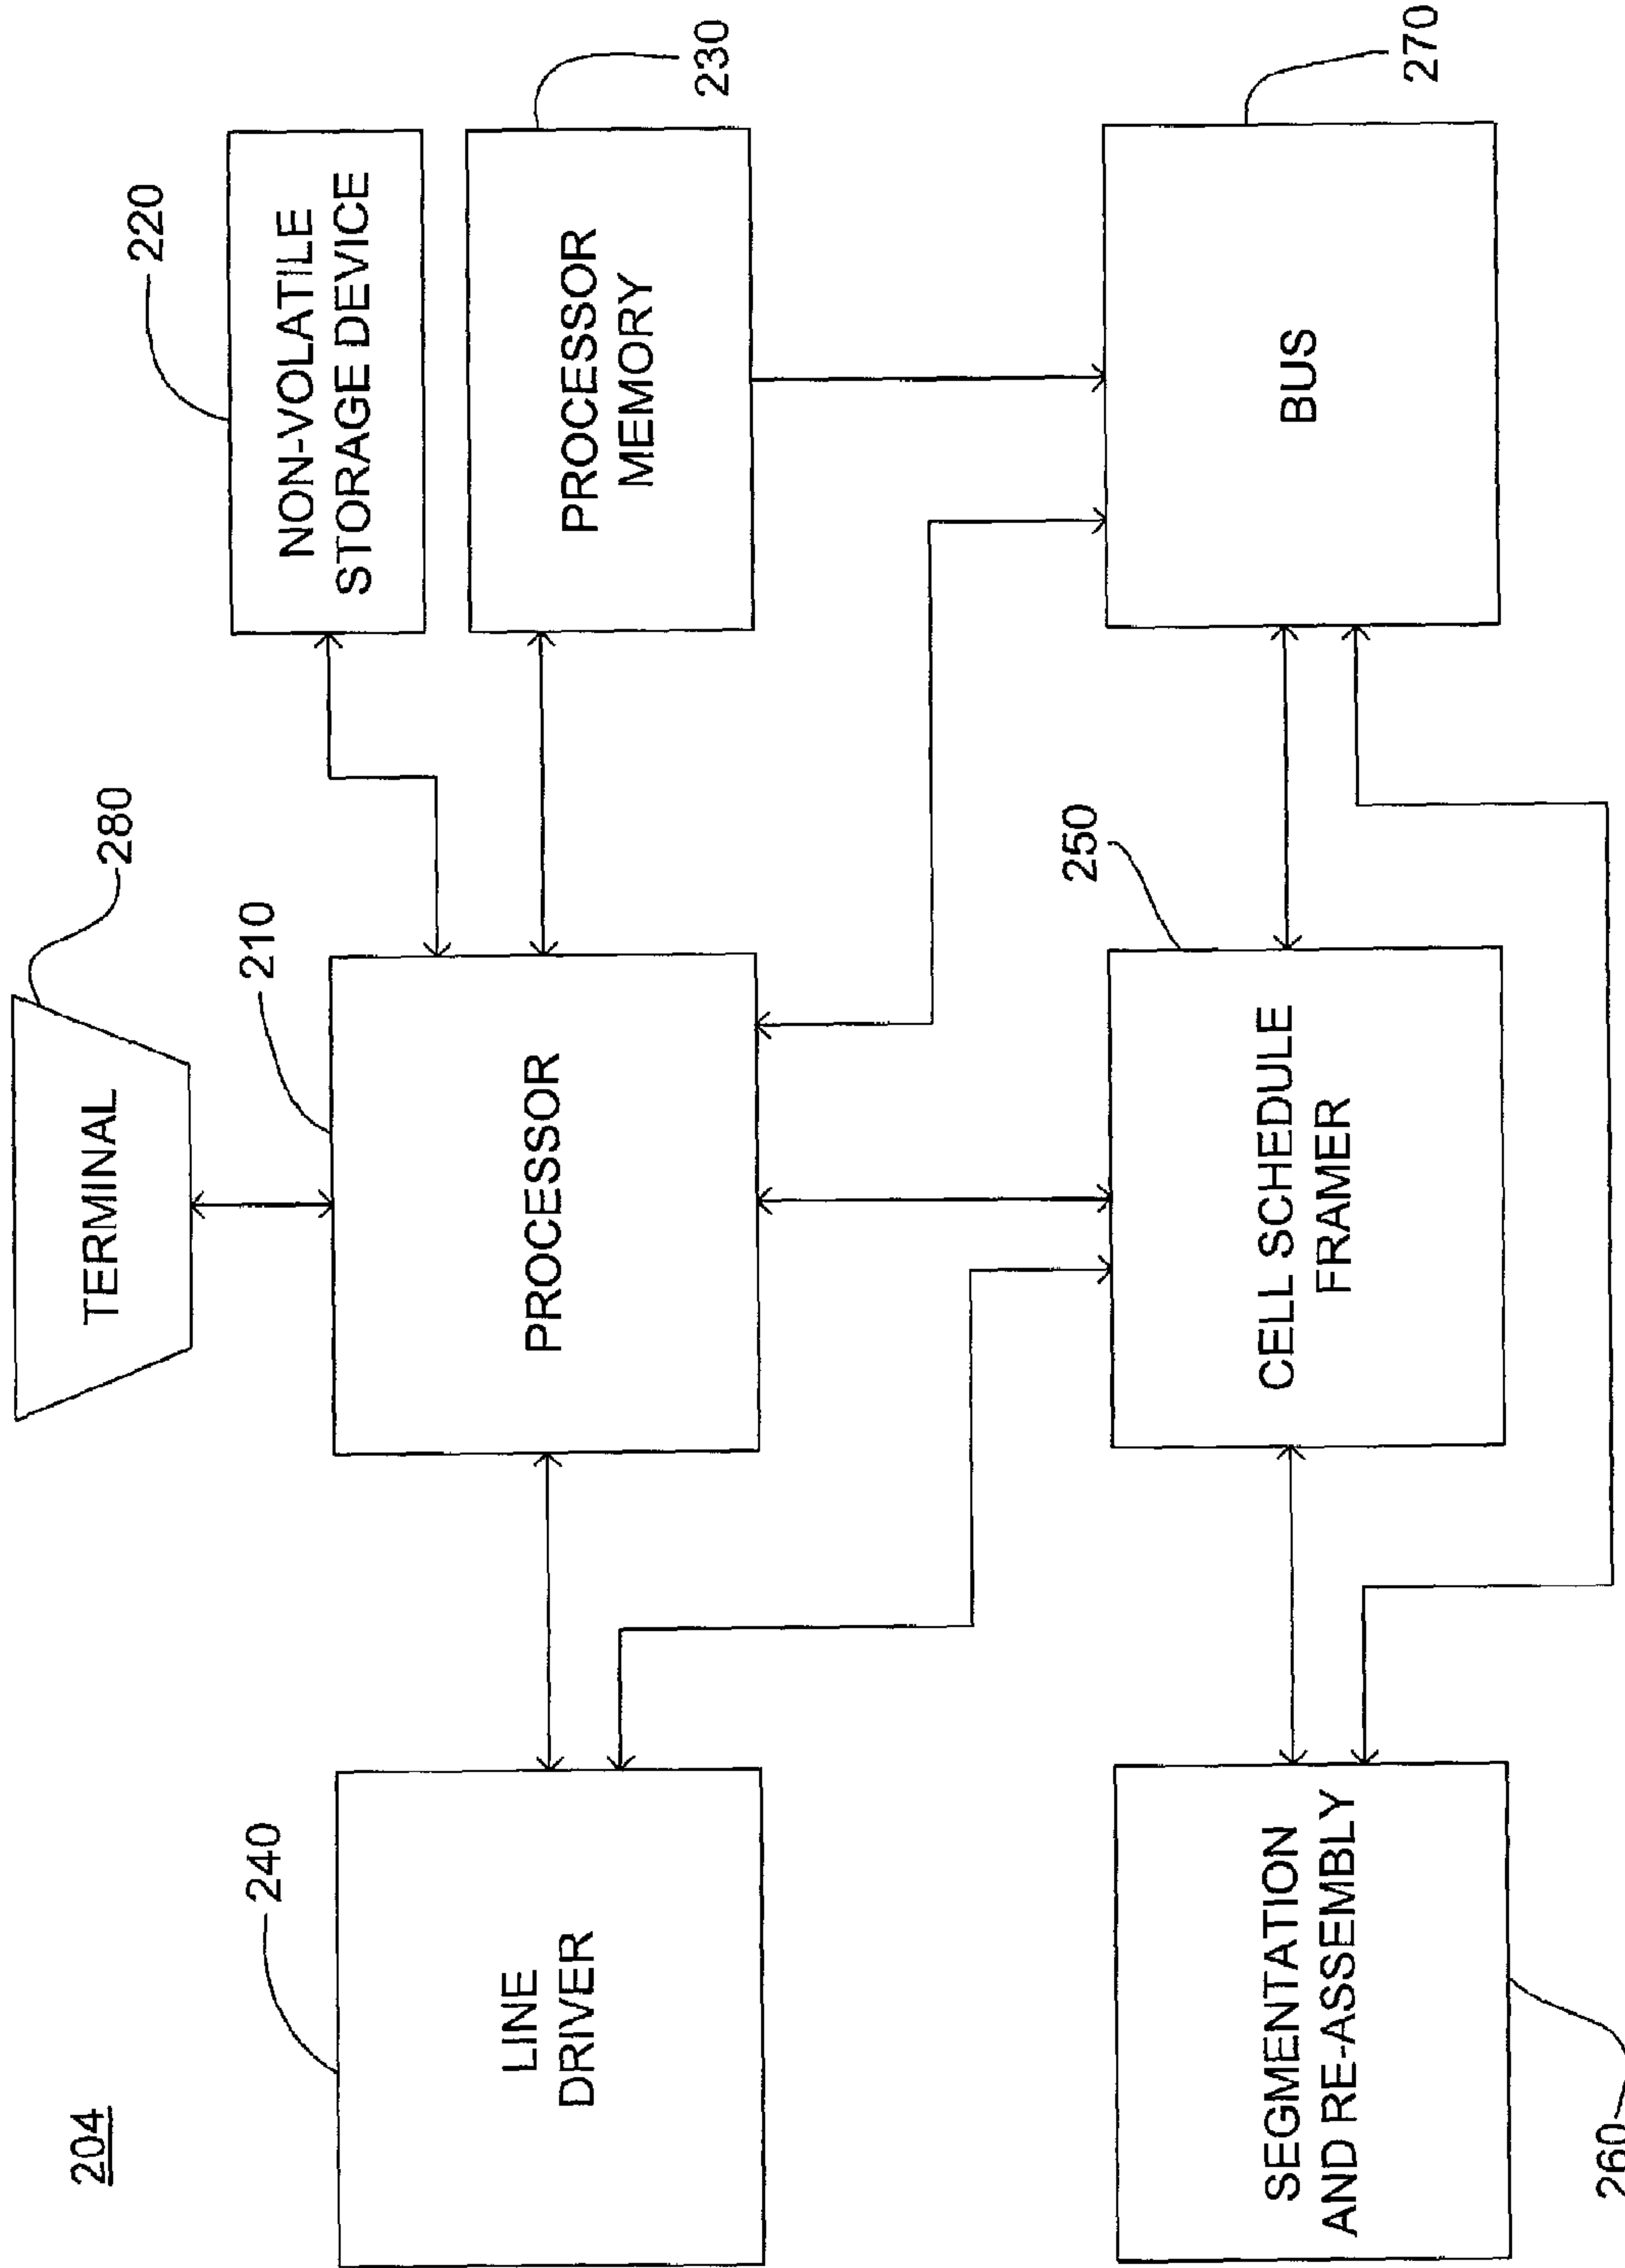 204
TERMINAL
280
240
210
220
LINE
DRIVER
PROCESSOR
NON-VOLATILE
STORAGE DEVICE
PROCESSOR
MEMORY
230
250
SEGMENTATION
AND RE-ASSEMBLY
CELL SCHEDULE
FRAMER
BUS
270
260